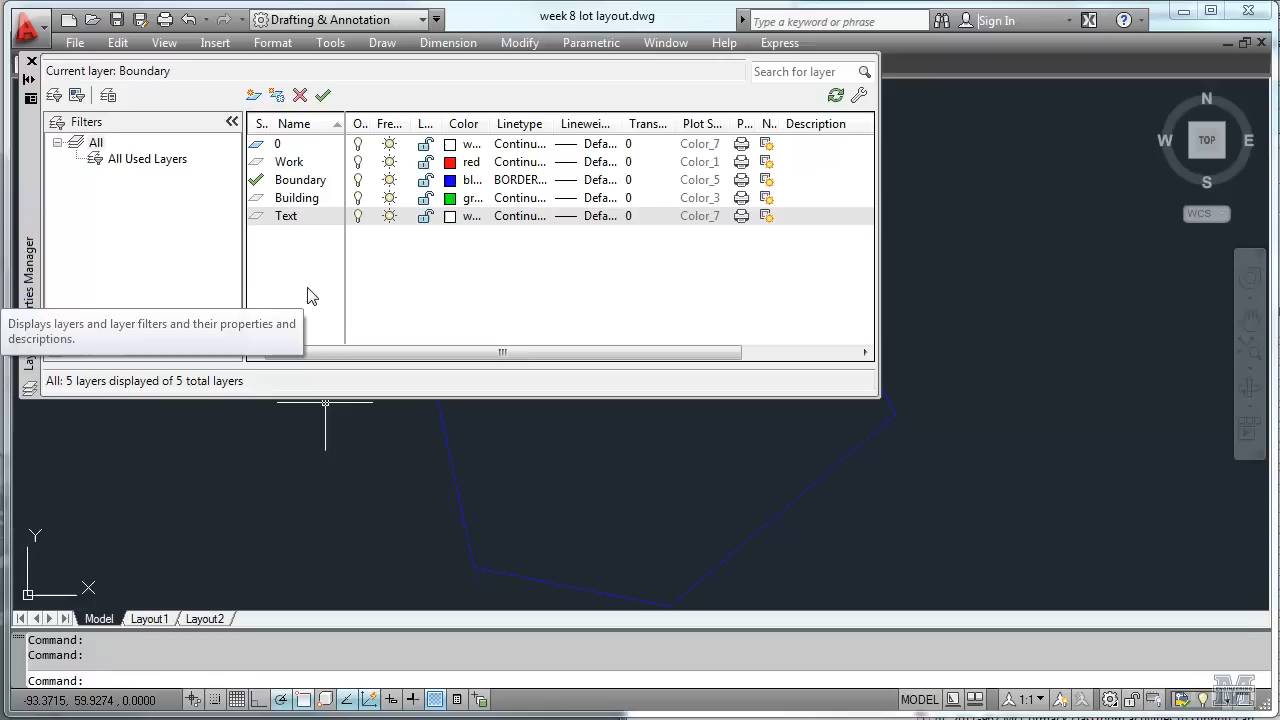 Drafting & Annotation
week 8 lot layout.dwg
Type a keyword or phrase
Sign In
File Edit View Insert Format Tools Draw Dimension Modify Parametric Window Help Express
Current layer: Boundary
Search for layer
Filters
S.. Name O.. Fre... L... Color Linetype Linewei... Trans... Plot S... P... N.. Description
All
All Used Layers
0 w... Continu... Defa... 0 Color_7
Work red Continu... Defa... 0 Color_1
Boundary bl... BORDER... Defa... 0 Color_5
Building gr... Continu... Defa... 0 Color_3
Text w... Continu... Defa... 0 Color_7
Displays layers and layer filters and their properties and
descriptions.
All: 5 layers displayed of 5 total layers
N
W TOP E
S
WCS
Y
X
Model Layout1 Layout2
Command:
Command:
Command:
-93.3715, 59.9274, 0.0000
MODEL
1:1